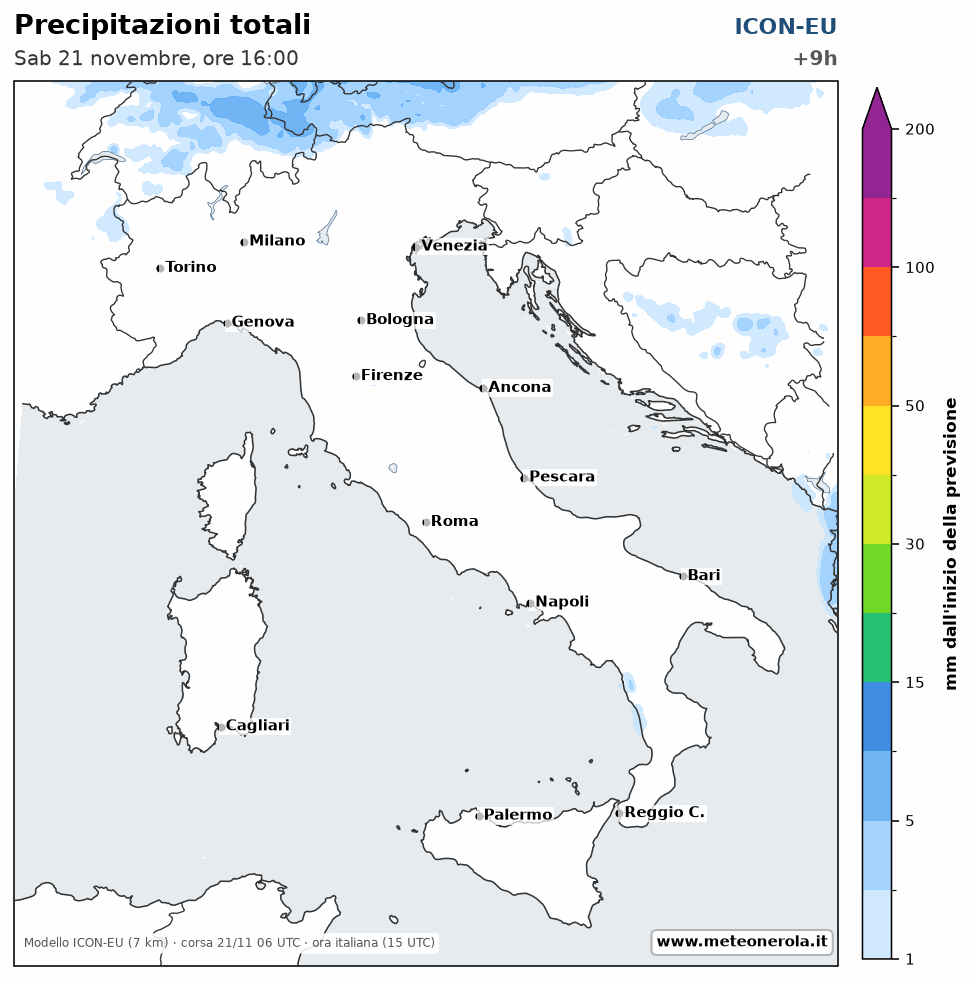 Precipitazioni totali
ICON-EU
Sab 21 novembre, ore 16:00
+9h
200
100
50
30
15
5
1
mm dall'inizio della previsione
Milano
Venezia
Torino
Genova
Bologna
Firenze
Ancona
Pescara
Roma
Bari
Napoli
Cagliari
Palermo
Reggio C.
Modello ICON-EU (7 km) · corsa 21/11 06 UTC · ora italiana (15 UTC)
www.meteonerola.it